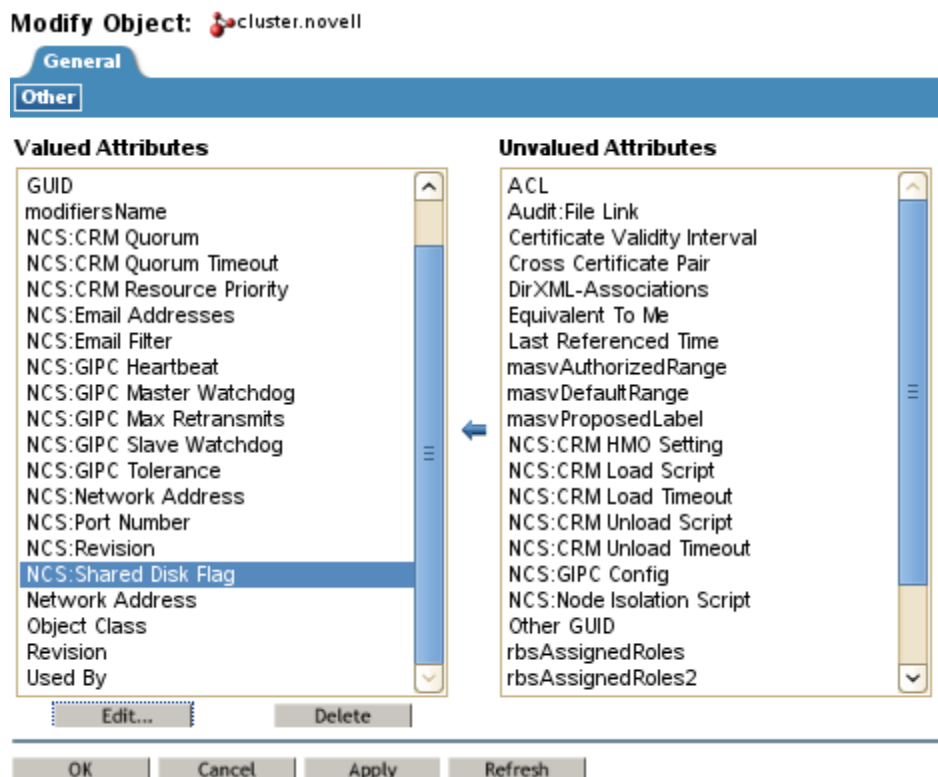 Modify Object: cluster.novell
General
Other
Valued Attributes
GUID
modifiersName
NCS:CRM Quorum
NCS:CRM Quorum Timeout
NCS:CRM Resource Priority
NCS:Email Addresses
NCS:Email Filter
NCS:GIPC Heartbeat
NCS:GIPC Master Watchdog
NCS:GIPC Max Retransmits
NCS:GIPC Slave Watchdog
NCS:GIPC Tolerance
NCS:Network Address
NCS:Port Number
NCS:Revision
NCS:Shared Disk Flag
Network Address
Object Class
Revision
Used By
Unvalued Attributes
ACL
Audit:File Link
Certificate Validity Interval
Cross Certificate Pair
DirXML-Associations
Equivalent To Me
Last Referenced Time
masvAuthorizedRange
masvDefaultRange
masvProposedLabel
NCS:CRM HMO Setting
NCS:CRM Load Script
NCS:CRM Load Timeout
NCS:CRM Unload Script
NCS:CRM Unload Timeout
NCS:GIPC Config
NCS:Node Isolation Script
Other GUID
rbsAssignedRoles
rbsAssignedRoles2
Edit... Delete
OK Cancel Apply Refresh